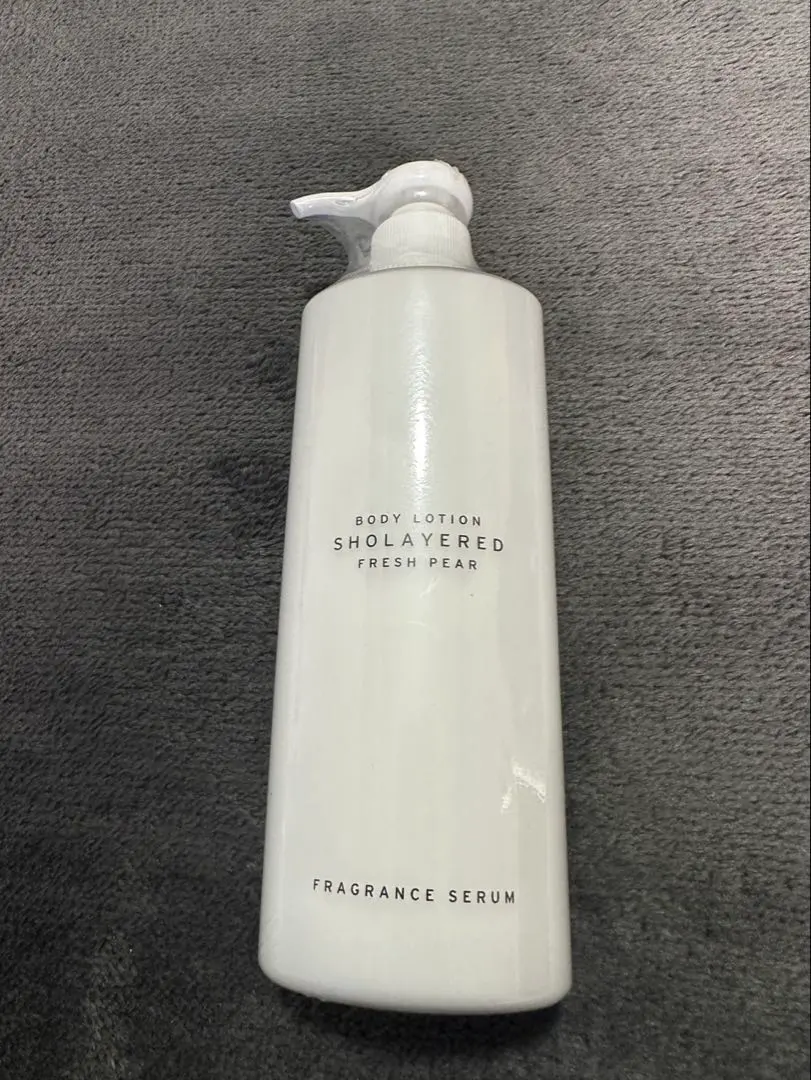 BODY LOTION
SHOLAYERED
FRESH PEAR
FRAGRANCE SERUM